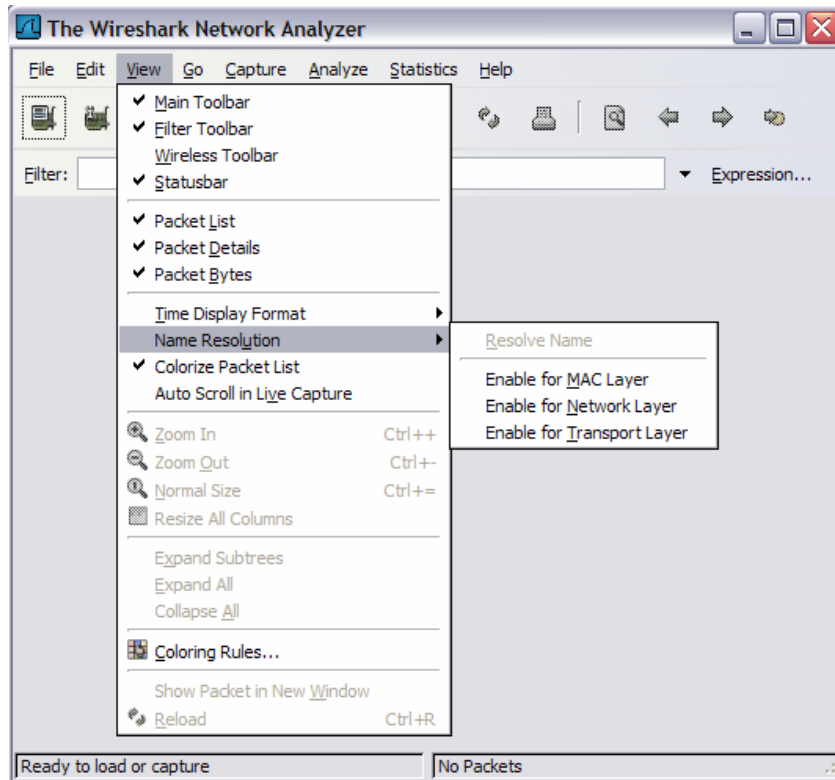 The Wireshark Network Analyzer
File Edit View Go Capture Analyze Statistics Help
Filter: Expression...
Main Toolbar
Filter Toolbar
Wireless Toolbar
Statusbar
Packet List
Packet Details
Packet Bytes
Time Display Format
Name Resolution
Colorize Packet List
Auto Scroll in Live Capture
Zoom In Ctrl++
Zoom Out Ctrl+-
Normal Size Ctrl+=
Resize All Columns
Expand Subtrees
Expand All
Collapse All
Coloring Rules...
Show Packet in New Window
Reload Ctrl+R
Resolve Name
Enable for MAC Layer
Enable for Network Layer
Enable for Transport Layer
Ready to load or capture No Packets